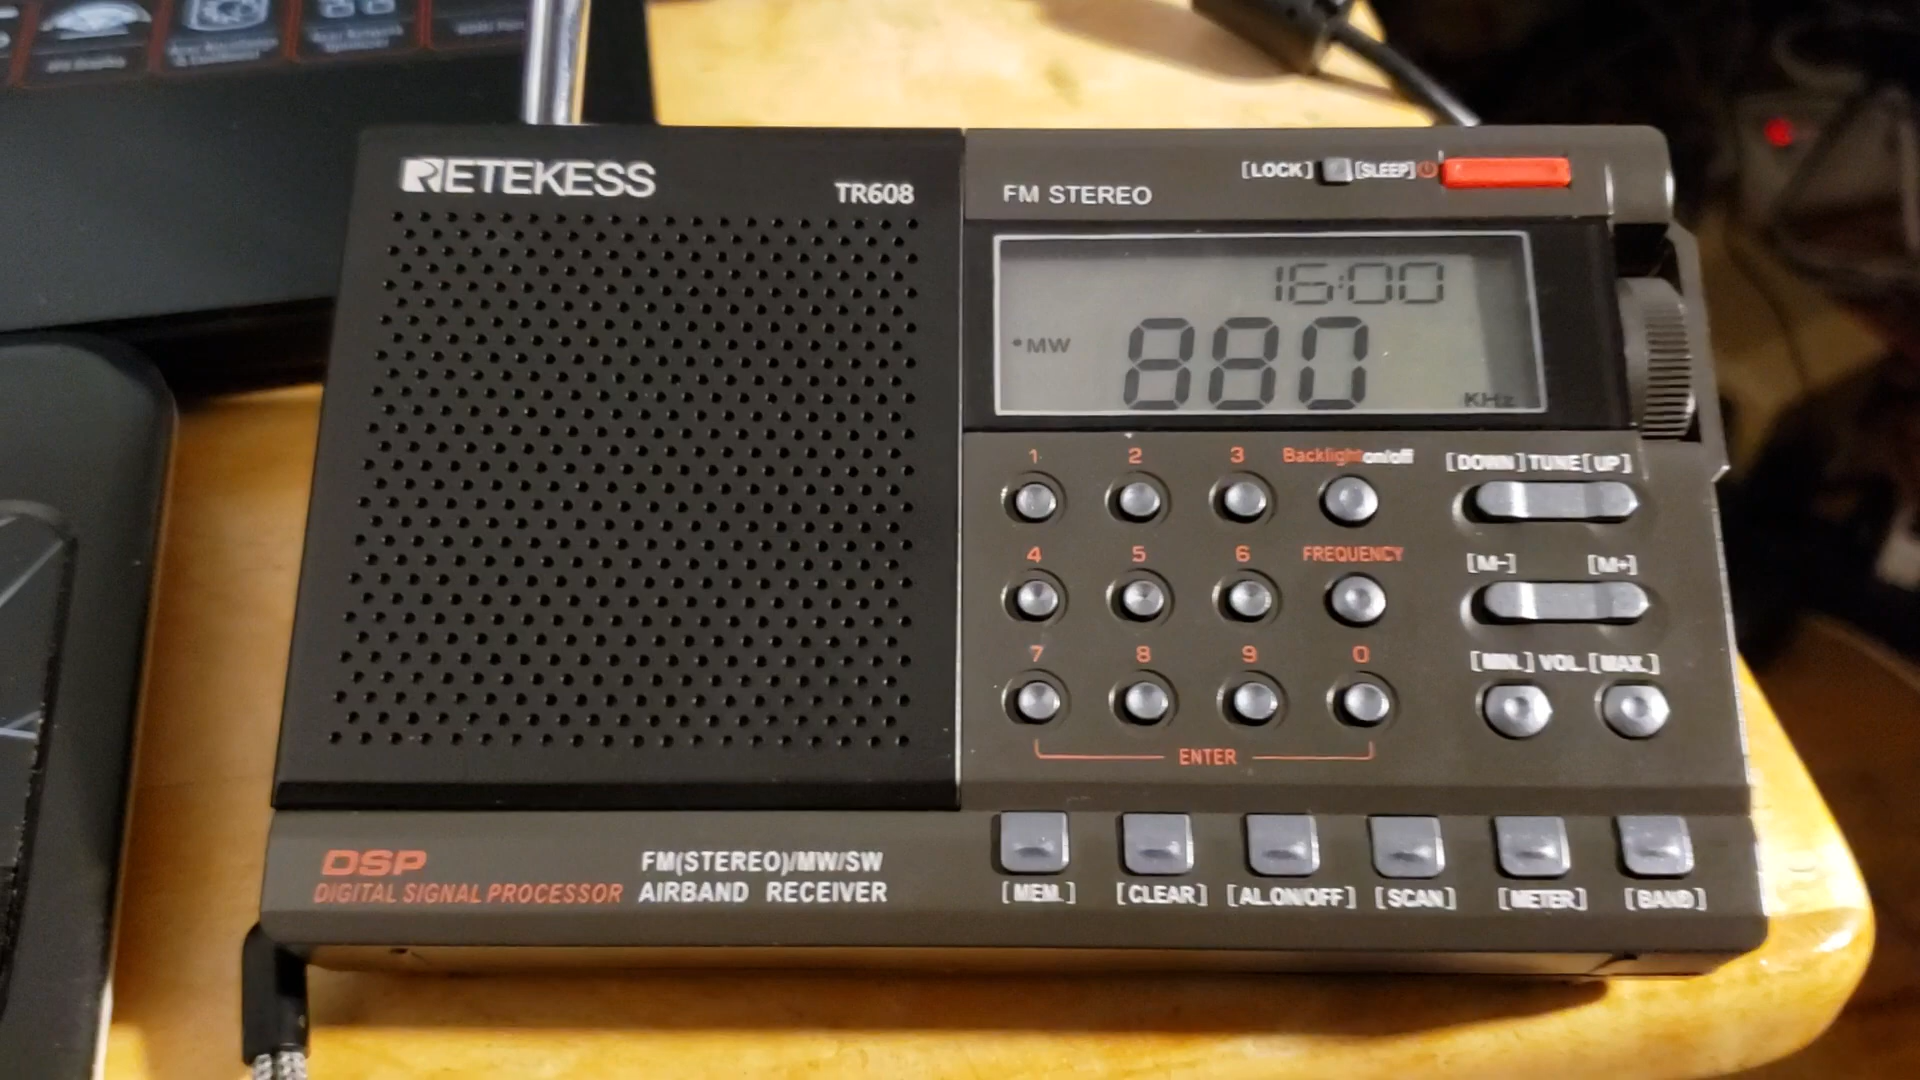 RETEKESS
TR608
FM STEREO
[LOCK] [SLEEP]
16:00
•MW 880 KHz
1 2 3 Backlight on/off
[DOWN] TUNE [UP]
4 5 6 FREQUENCY
[M-] [M+]
7 8 9 0
[MIN.] VOL. [MAX.]
ENTER
DSP
DIGITAL SIGNAL PROCESSOR
FM(STEREO)/MW/SW
AIRBAND RECEIVER
[MEM.] [CLEAR] [AL.ON/OFF] [SCAN] [METER] [BAND]